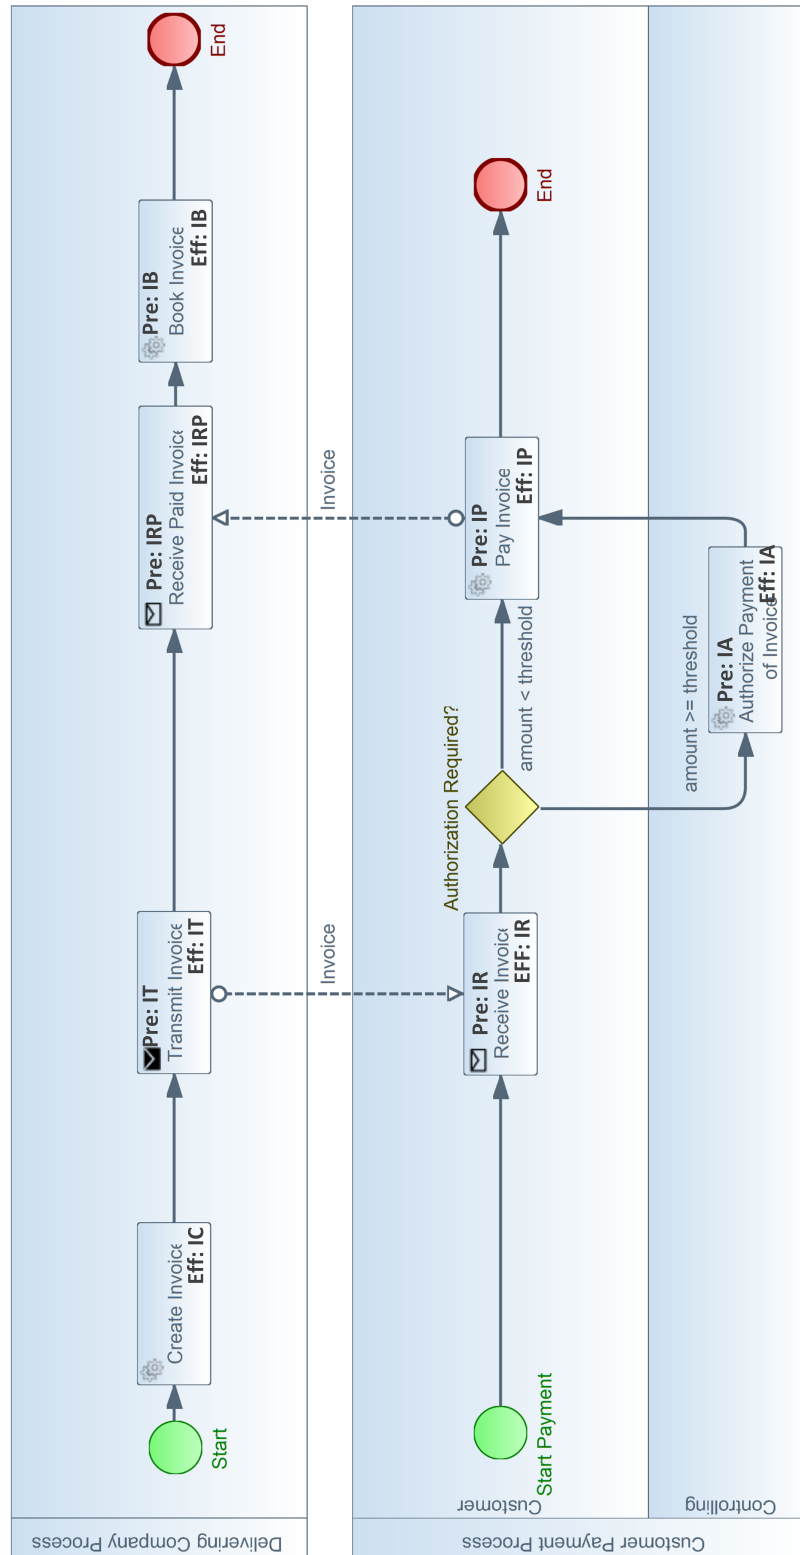 Delivering Company Process
Start
Create Invoice
Eff: IC
Pre: IT
Transmit Invoice
Eff: IT
Pre: IRP
Receive Paid Invoice
Eff: IRP
Pre: IB
Book Invoice
Eff: IB
End
Invoice
Invoice
Customer Payment Process
Customer
Start Payment
Pre: IR
Receive Invoice
EFF: IR
Authorization Required?
amount < threshold
Pre: IP
Pay Invoice
Eff: IP
End
Controlling
amount >= threshold
Pre: IA
Authorize Payment
of Invoice
Eff: IA